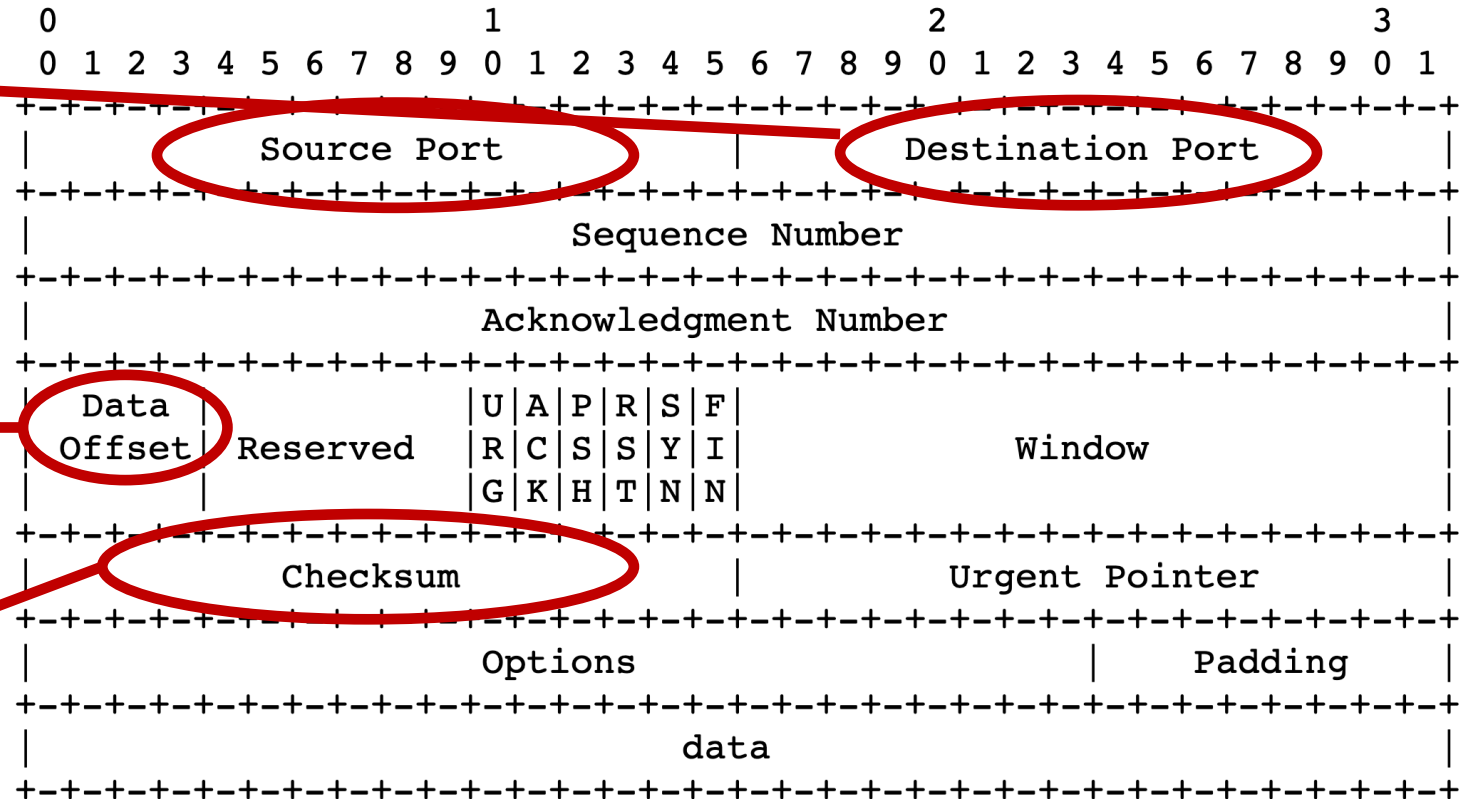 0 1 2 3
0 1 2 3 4 5 6 7 8 9 0 1 2 3 4 5 6 7 8 9 0 1 2 3 4 5 6 7 8 9 0 1
+-+-+-+-+-+-+-+-+-+-+-+-+-+-+-+-+-+-+-+-+-+-+-+-+-+-+-+-+-+-+-+-+
| Source Port | Destination Port |
+-+-+-+-+-+-+-+-+-+-+-+-+-+-+-+-+-+-+-+-+-+-+-+-+-+-+-+-+-+-+-+-+
| Sequence Number |
+-+-+-+-+-+-+-+-+-+-+-+-+-+-+-+-+-+-+-+-+-+-+-+-+-+-+-+-+-+-+-+-+
| Acknowledgment Number |
+-+-+-+-+-+-+-+-+-+-+-+-+-+-+-+-+-+-+-+-+-+-+-+-+-+-+-+-+-+-+-+-+
| Data | |U|A|P|R|S|F| |
| Offset| Reserved |R|C|S|S|Y|I| Window |
| | |G|K|H|T|N|N| |
+-+-+-+-+-+-+-+-+-+-+-+-+-+-+-+-+-+-+-+-+-+-+-+-+-+-+-+-+-+-+-+-+
| Checksum | Urgent Pointer |
+-+-+-+-+-+-+-+-+-+-+-+-+-+-+-+-+-+-+-+-+-+-+-+-+-+-+-+-+-+-+-+-+
| Options | Padding |
+-+-+-+-+-+-+-+-+-+-+-+-+-+-+-+-+-+-+-+-+-+-+-+-+-+-+-+-+-+-+-+-+
| data |
+-+-+-+-+-+-+-+-+-+-+-+-+-+-+-+-+-+-+-+-+-+-+-+-+-+-+-+-+-+-+-+-+